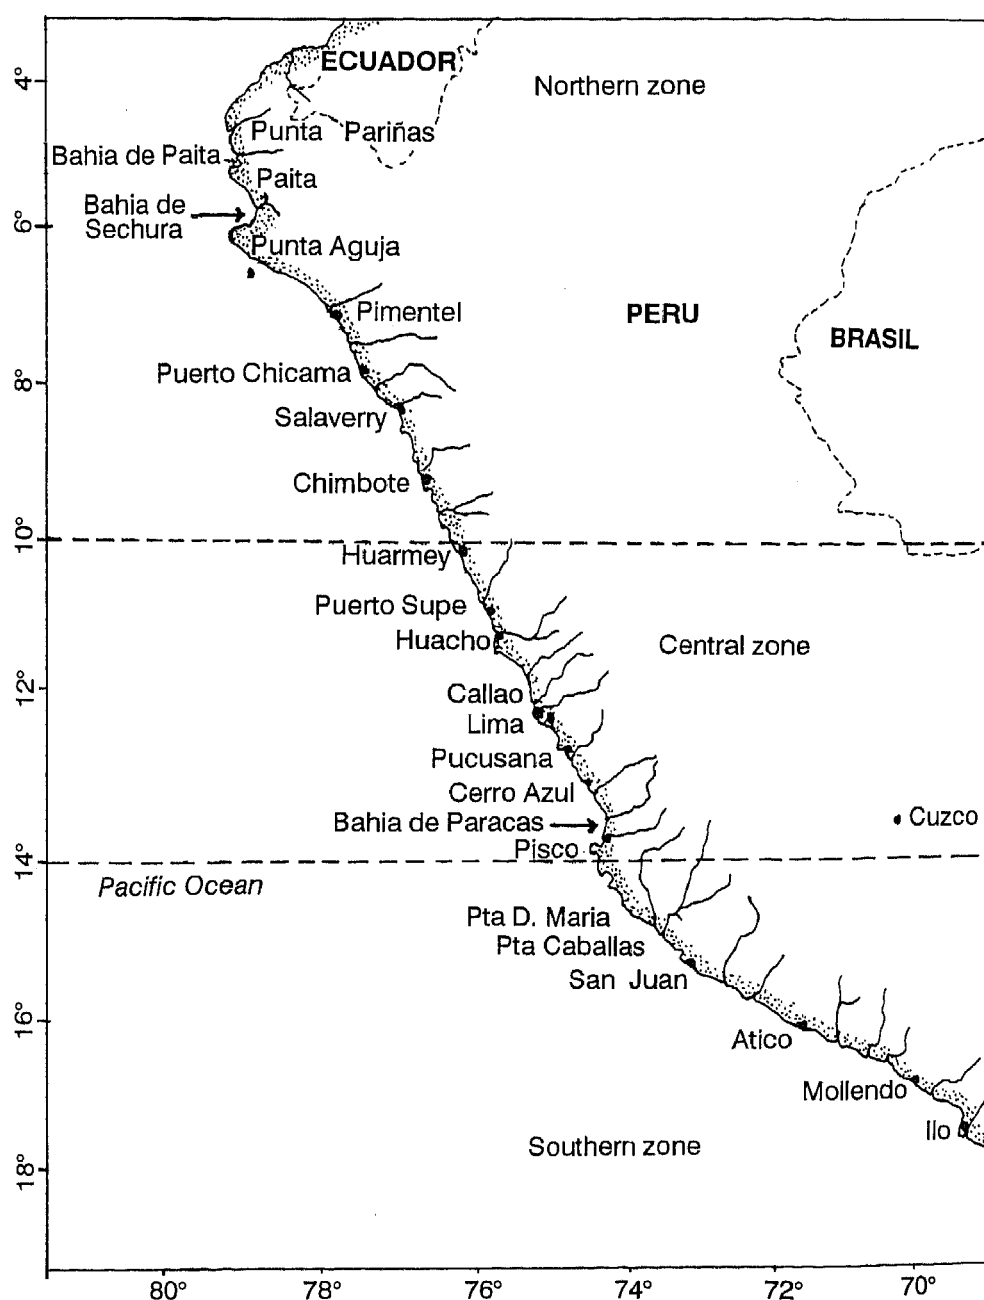 ECUADOR
4°
Northern zone
Punta Pariñas
Bahia de Paita
Paita
Bahia de
Sechura
6°
Punta Aguja
Pimentel
PERU
BRASIL
Puerto Chicama
8°
Salaverry
Chimbote
10°
Huarmey
Puerto Supe
Huacho
Central zone
12°
Callao
Lima
Pucusana
Cerro Azul
Bahia de Paracas
Cuzco
Pisco
14°
Pacific Ocean
Pta D. Maria
Pta Caballas
San Juan
16°
Atico
Mollendo
Ilo
Southern zone
18°
80° 78° 76° 74° 72° 70°